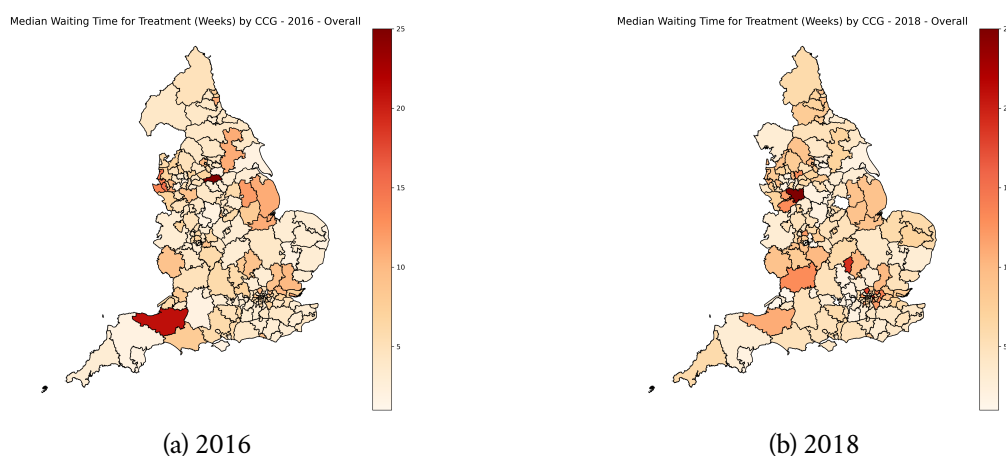 Median Waiting Time for Treatment (Weeks) by CCG - 2016 - Overall
25
20
15
10
5
(a) 2016
Median Waiting Time for Treatment (Weeks) by CCG - 2018 - Overall
5
(b) 2018